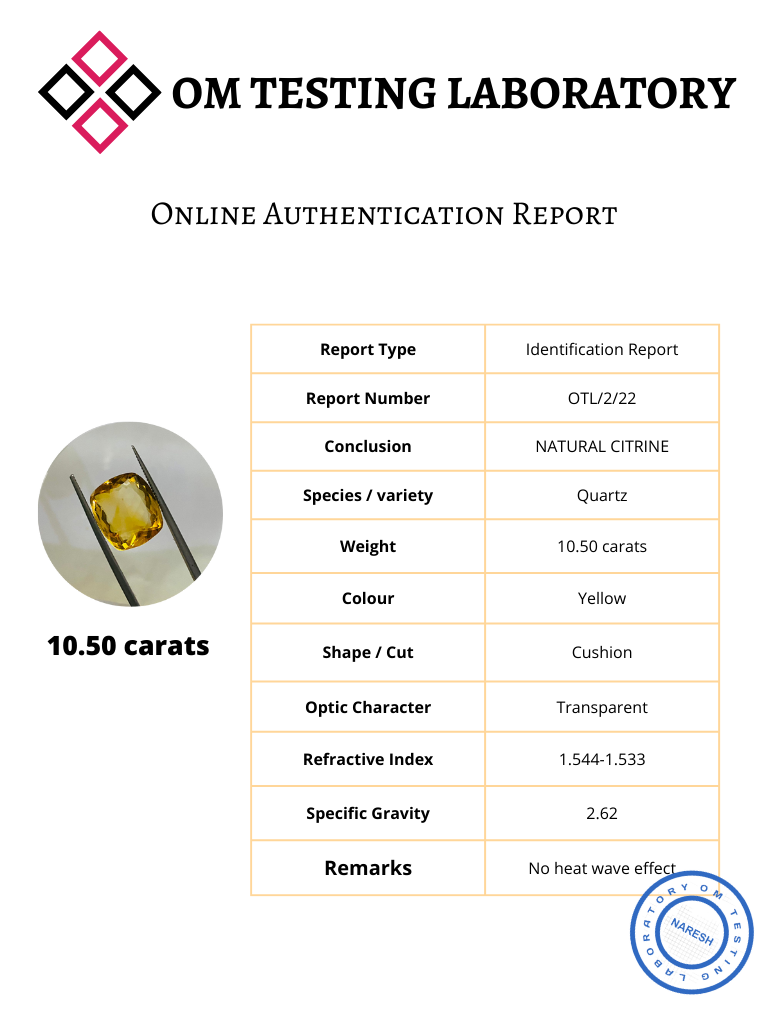 OM TESTING LABORATORY
Online Authentication Report
Report Type Identification Report
Report Number OTL/2/22
Conclusion NATURAL CITRINE
Species / variety Quartz
Weight 10.50 carats
Colour Yellow
Shape / Cut Cushion
Optic Character Transparent
Refractive Index 1.544-1.533
Specific Gravity 2.62
Remarks No heat wave effect
10.50 carats
OM TESTING LABORATORY
NARESH